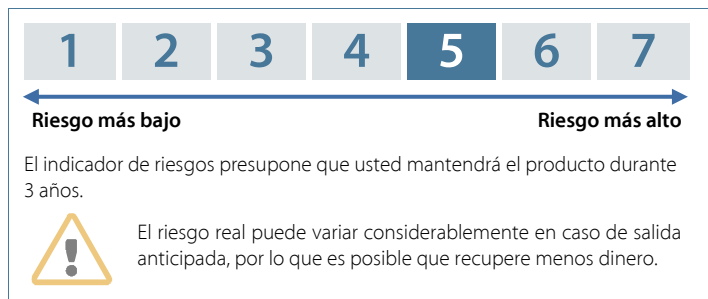 1 2 3 4 5 6 7
Riesgo más bajo Riesgo más alto
El indicador de riesgos presupone que usted mantendrá el producto durante
3 años.
El riesgo real puede variar considerablemente en caso de salida
anticipada, por lo que es posible que recupere menos dinero.